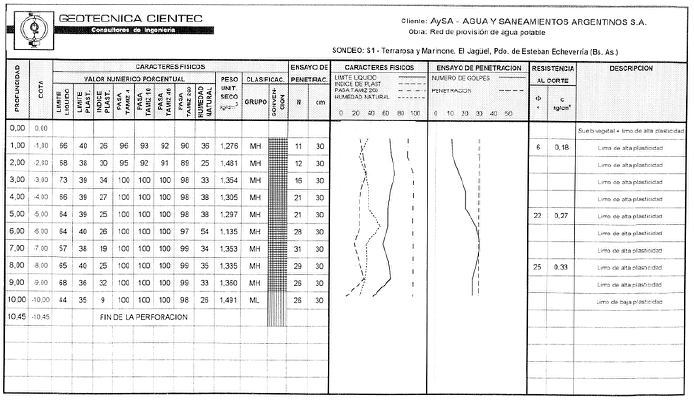 GEOTECNICA CIENTEC
Consultores de Ingeniería
Cliente: AySA - AGUA Y SANEAMIENTOS ARGENTINOS S.A.
Obra: Red de provisión de agua potable
SONDEO: S1 - Terrarosa y Marinone, El Jagüel, Pdo. de Esteban Echeverría (Bs. As.)
PROFUNDIDAD COTA CARACTERES FISICOS ENSAYO DE PENETRAC. CARACTERES FISICOS ENSAYO DE PENETRACION RESISTENCIA AL CORTE DESCRIPCION
VALOR NUMERICO PORCENTUAL PESO UNIT. SECO CLASIFICAC.
LIMITE LIQUIDO LIMITE PLAST. INDICE PLAST. PASA TAMIZ 4 PASA TAMIZ 10 PASA TAMIZ 40 PASA TAMIZ 200 HUMEDAD NATURAL GRUPO CONVENCION N cm
LIMITE LIQUIDO
INDICE DE PLAST.
PASA TAMIZ 200
HUMEDAD NATURAL
0 20 40 60 80 100
NUMERO DE GOLPES
PENETRACION
0 10 20 30 40 50
Φ c kg/cm²
0,00 0,00 Suelo vegetal + limo de alta plasticidad
1,00 -1,00 66 40 26 96 93 92 90 36 1,276 MH 11 30 6 0,18 Limo de alta plasticidad
2,00 -2,00 68 38 30 95 92 91 89 25 1,481 MH 12 30 Limo de alta plasticidad
3,00 -3,00 73 39 34 100 100 100 98 33 1,354 MH 16 30 Limo de alta plasticidad
4,00 -4,00 66 39 27 100 100 100 98 38 1,305 MH 21 30 Limo de alta plasticidad
5,00 -5,00 64 39 25 100 100 100 98 38 1,297 MH 21 30 22 0,27 Limo de alta plasticidad
6,00 -6,00 64 40 26 100 100 100 97 54 1,135 MH 28 30 Limo de alta plasticidad
7,00 -7,00 57 38 19 100 100 100 99 34 1,353 MH 31 30 Limo de alta plasticidad
8,00 -8,00 65 40 25 100 100 100 99 35 1,335 MH 29 30 25 0,33 Limo de alta plasticidad
9,00 -9,00 68 36 32 100 100 100 99 33 1,360 MH 26 30 Limo de alta plasticidad
10,00 -10,00 44 35 9 100 100 100 98 26 1,491 ML 26 30 Limo de baja plasticidad
10,45 -10,45 FIN DE LA PERFORACION